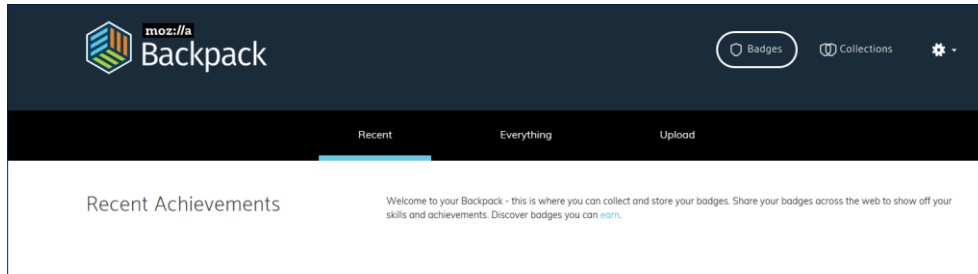 moz://a
Backpack
Badges
Collections
Recent
Everything
Upload
Recent Achievements
Welcome to your Backpack - this is where you can collect and store your badges. Share your badges across the web to show off your
skills and achievements. Discover badges you can earn.